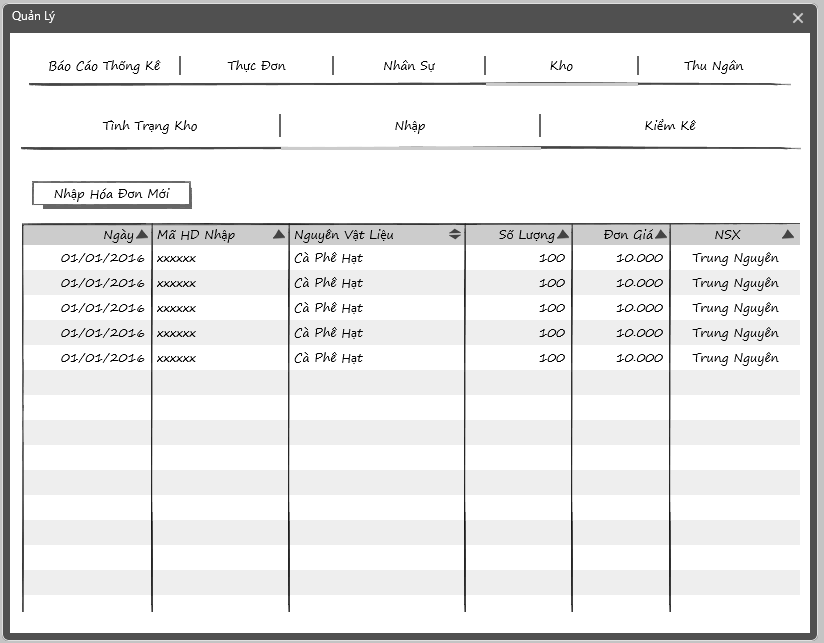 Quản Lý
Báo Cáo Thống Kê Thực Đơn Nhân Sự Kho Thu Ngân
Tình Trạng Kho Nhập Kiểm Kê
Nhập Hóa Đơn Mới
Ngày Mã HD Nhập Nguyên Vật Liệu Số Lượng Đơn Giá NSX
01/01/2016 xxxxxx Cà Phê Hạt 100 10.000 Trung Nguyên
01/01/2016 xxxxxx Cà Phê Hạt 100 10.000 Trung Nguyên
01/01/2016 xxxxxx Cà Phê Hạt 100 10.000 Trung Nguyên
01/01/2016 xxxxxx Cà Phê Hạt 100 10.000 Trung Nguyên
01/01/2016 xxxxxx Cà Phê Hạt 100 10.000 Trung Nguyên